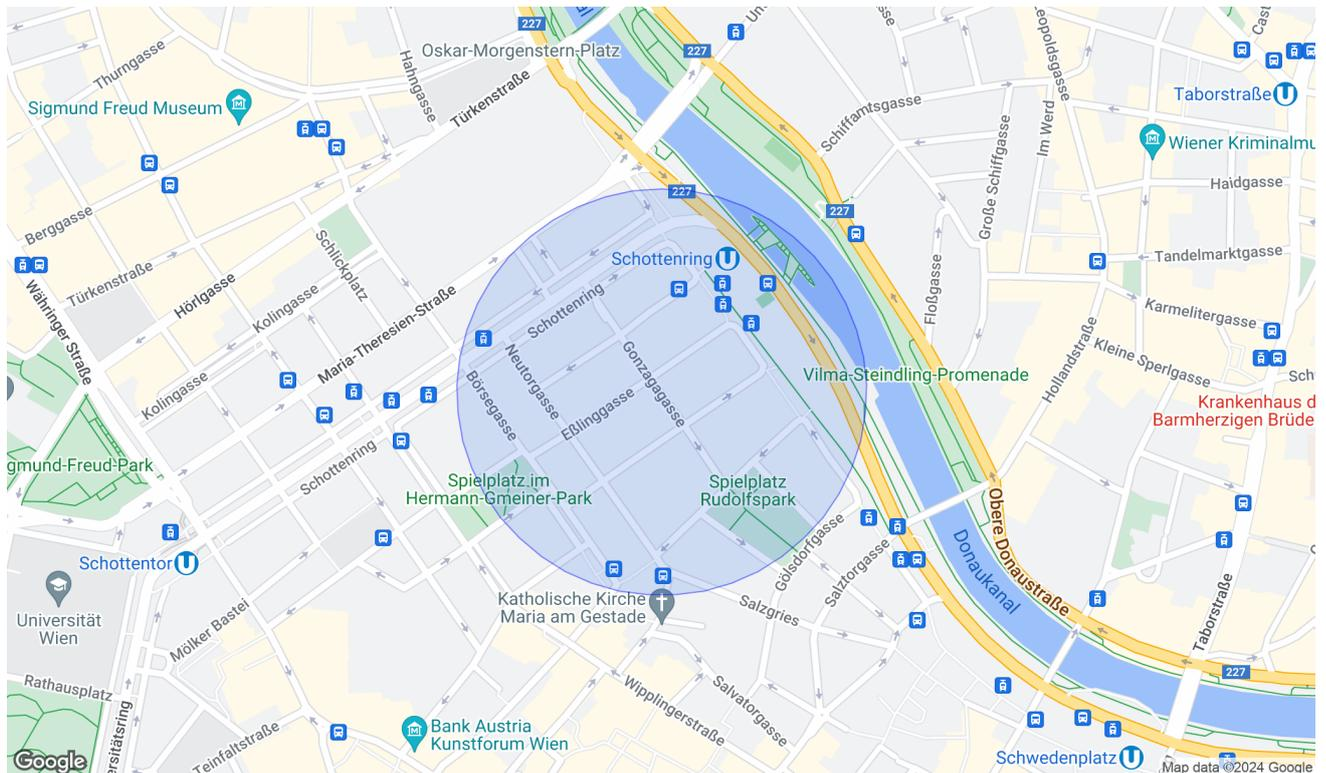 227
227
Oskar-Morgenstern-Platz
Thurngasse
Hahngasse
Türkenstraße
Sigmund Freud Museum
Taborstraße
Schiffamtsgasse
Im Werd
Große Schiffgasse
Wiener Kriminalmu
Haidgasse
227
227
Berggasse
Schlickplatz
Schottenring
Tandelmarktgasse
Türkenstraße
Hörlgasse
Floßgasse
Währinger Straße
Kolingasse
Maria-Theresien-Straße
Schottenring
Karmelitergasse
Kleine Sperlgasse
Hollandstraße
Neutorgasse
Gonzagagasse
Vilma-Steindling-Promenade
Kolingasse
Börsegasse
Eßlinggasse
Krankenhaus d
Barmherzigen Brüde
gmund-Freud-Park
Schottenring
Spielplatz im
Hermann-Gmeiner-Park
Spielplatz
Rudolfspark
Obere Donaustraße
Donaukanal
Gölsdorfgasse
Salztorgasse
Schottentor
Universität
Wien
Katholische Kirche
Maria am Gestade
Salzgries
Mölker Bastei
Taborstraße
227
Rathausplatz
Wipplingerstraße
Salvatorgasse
ersitätsring
Teinfaltstraße
Bank Austria
Kunstforum Wien
Schwedenplatz
Google
Map data ©2024 Google